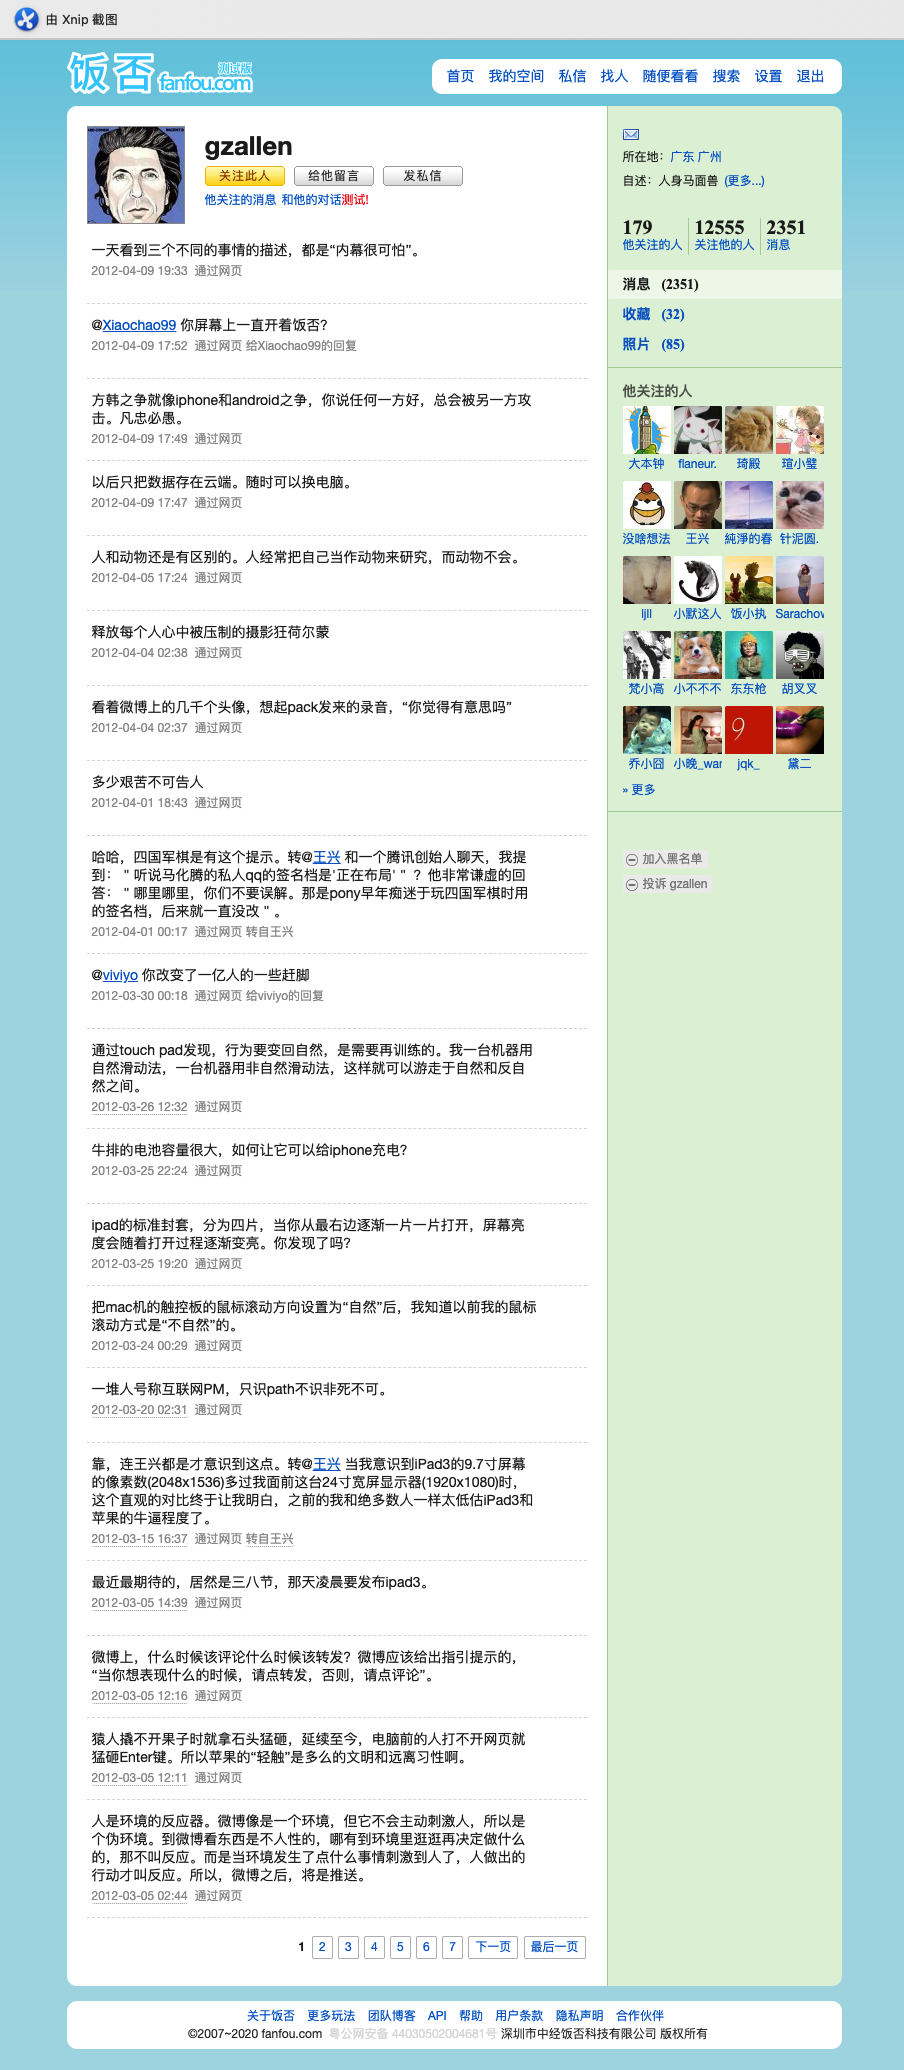 由 Xnip 截图
饭否 测试版
fanfou.com
首页 我的空间 私信 找人 随便看看 搜索 设置 退出
gzallen
关注此人 给他留言 发私信
他关注的消息 和他的对话测试!
一天看到三个不同的事情的描述，都是“内幕很可怕”。
2012-04-09 19:33 通过网页
@Xiaochao99 你屏幕上一直开着饭否？
2012-04-09 17:52 通过网页 给Xiaochao99的回复
方韩之争就像iphone和android之争，你说任何一方好，总会被另一方攻
击。凡忠必愚。
2012-04-09 17:49 通过网页
以后只把数据存在云端。随时可以换电脑。
2012-04-09 17:47 通过网页
人和动物还是有区别的。人经常把自己当作动物来研究，而动物不会。
2012-04-05 17:24 通过网页
释放每个人心中被压制的摄影狂荷尔蒙
2012-04-04 02:38 通过网页
看着微博上的几千个头像，想起pack发来的录音，“你觉得有意思吗”
2012-04-04 02:37 通过网页
多少艰苦不可告人
2012-04-01 18:43 通过网页
哈哈，四国军棋是有这个提示。转@王兴 和一个腾讯创始人聊天，我提
到： " 听说马化腾的私人qq的签名档是'正在布局' " ？他非常谦虚的回
答： " 哪里哪里，你们不要误解。那是pony早年痴迷于玩四国军棋时用
的签名档，后来就一直没改 " 。
2012-04-01 00:17 通过网页 转自王兴
@viviyo 你改变了一亿人的一些赶脚
2012-03-30 00:18 通过网页 给viviyo的回复
通过touch pad发现，行为要变回自然，是需要再训练的。我一台机器用
自然滑动法，一台机器用非自然滑动法，这样就可以游走于自然和反自
然之间。
2012-03-26 12:32 通过网页
牛排的电池容量很大，如何让它可以给iphone充电？
2012-03-25 22:24 通过网页
ipad的标准封套，分为四片，当你从最右边逐渐一片一片打开，屏幕亮
度会随着打开过程逐渐变亮。你发现了吗？
2012-03-25 19:20 通过网页
把mac机的触控板的鼠标滚动方向设置为“自然”后，我知道以前我的鼠标
滚动方式是“不自然”的。
2012-03-24 00:29 通过网页
一堆人号称互联网PM，只识path不识非死不可。
2012-03-20 02:31 通过网页
靠，连王兴都是才意识到这点。转@王兴 当我意识到iPad3的9.7寸屏幕
的像素数(2048x1536)多过我面前这台24寸宽屏显示器(1920x1080)时，
这个直观的对比终于让我明白，之前的我和绝多数人一样太低估iPad3和
苹果的牛逼程度了。
2012-03-15 16:37 通过网页 转自王兴
最近最期待的，居然是三八节，那天凌晨要发布ipad3。
2012-03-05 14:39 通过网页
微博上，什么时候该评论什么时候该转发？微博应该给出指引提示的，
“当你想表现什么的时候，请点转发，否则，请点评论”。
2012-03-05 12:16 通过网页
猿人撬不开果子时就拿石头猛砸，延续至今，电脑前的人打不开网页就
猛砸Enter键。所以苹果的“轻触”是多么的文明和远离习性啊。
2012-03-05 12:11 通过网页
人是环境的反应器。微博像是一个环境，但它不会主动刺激人，所以是
个伪环境。到微博看东西是不人性的，哪有到环境里逛逛再决定做什么
的，那不叫反应。而是当环境发生了点什么事情刺激到人了，人做出的
行动才叫反应。所以，微博之后，将是推送。
2012-03-05 02:44 通过网页
1 2 3 4 5 6 7 下一页 最后一页
所在地：广东 广州
自述：人身马面兽 (更多...)
179 12555 2351
他关注的人 关注他的人 消息
消息 (2351)
收藏 (32)
照片 (85)
他关注的人
大本钟 flaneur. 琦殿 瑄小璧
没啥想法 王兴 純淨的春 针泥圆.
ljll 小默这人 饭小执 Sarachow
梵小高 小不不不 东东枪 胡叉叉
9
乔小囧 小晚_war jqk_ 黛二
» 更多
加入黑名单
投诉 gzallen
关于饭否 更多玩法 团队博客 API 帮助 用户条款 隐私声明 合作伙伴
©2007~2020 fanfou.com 粤公网安备 44030502004681号 深圳市中经饭否科技有限公司 版权所有